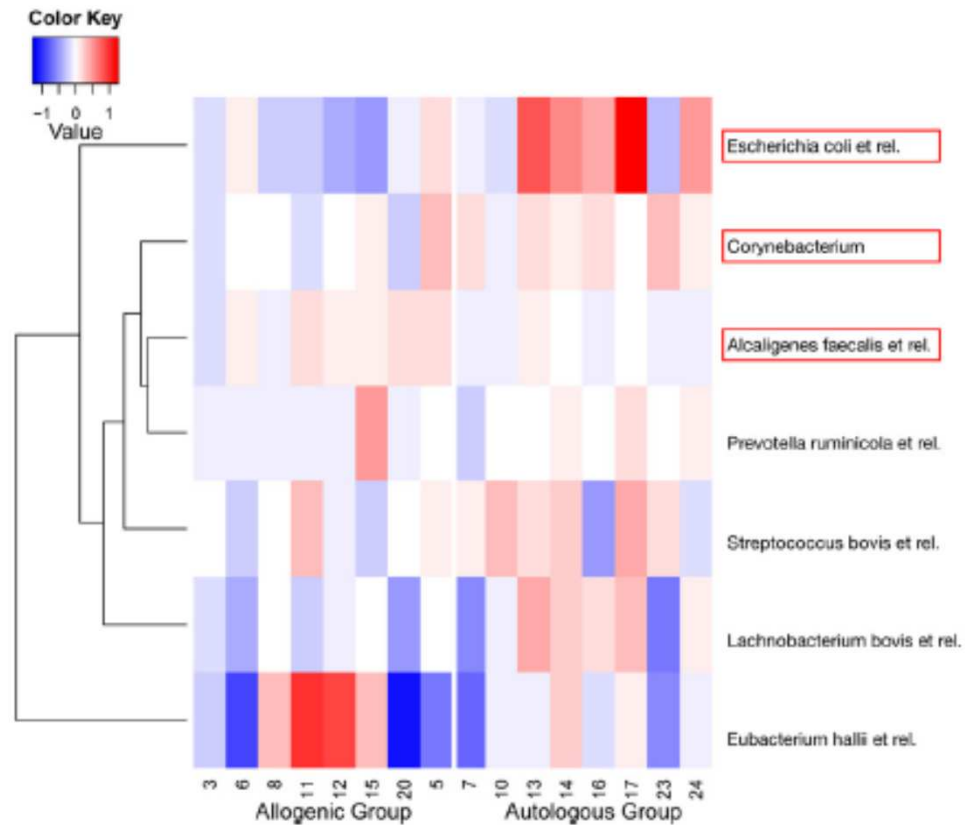 Color Key
−1 0 1
Value
Escherichia coli et rel.
Corynebacterium
Alcaligenes faecalis et rel.
Prevotella ruminicola et rel.
Streptococcus bovis et rel.
Lachnobacterium bovis et rel.
Eubacterium hallii et rel.
3 6 8 11 12 15 20 5 7 10 13 14 16 17 23 24
Allogenic Group Autologous Group